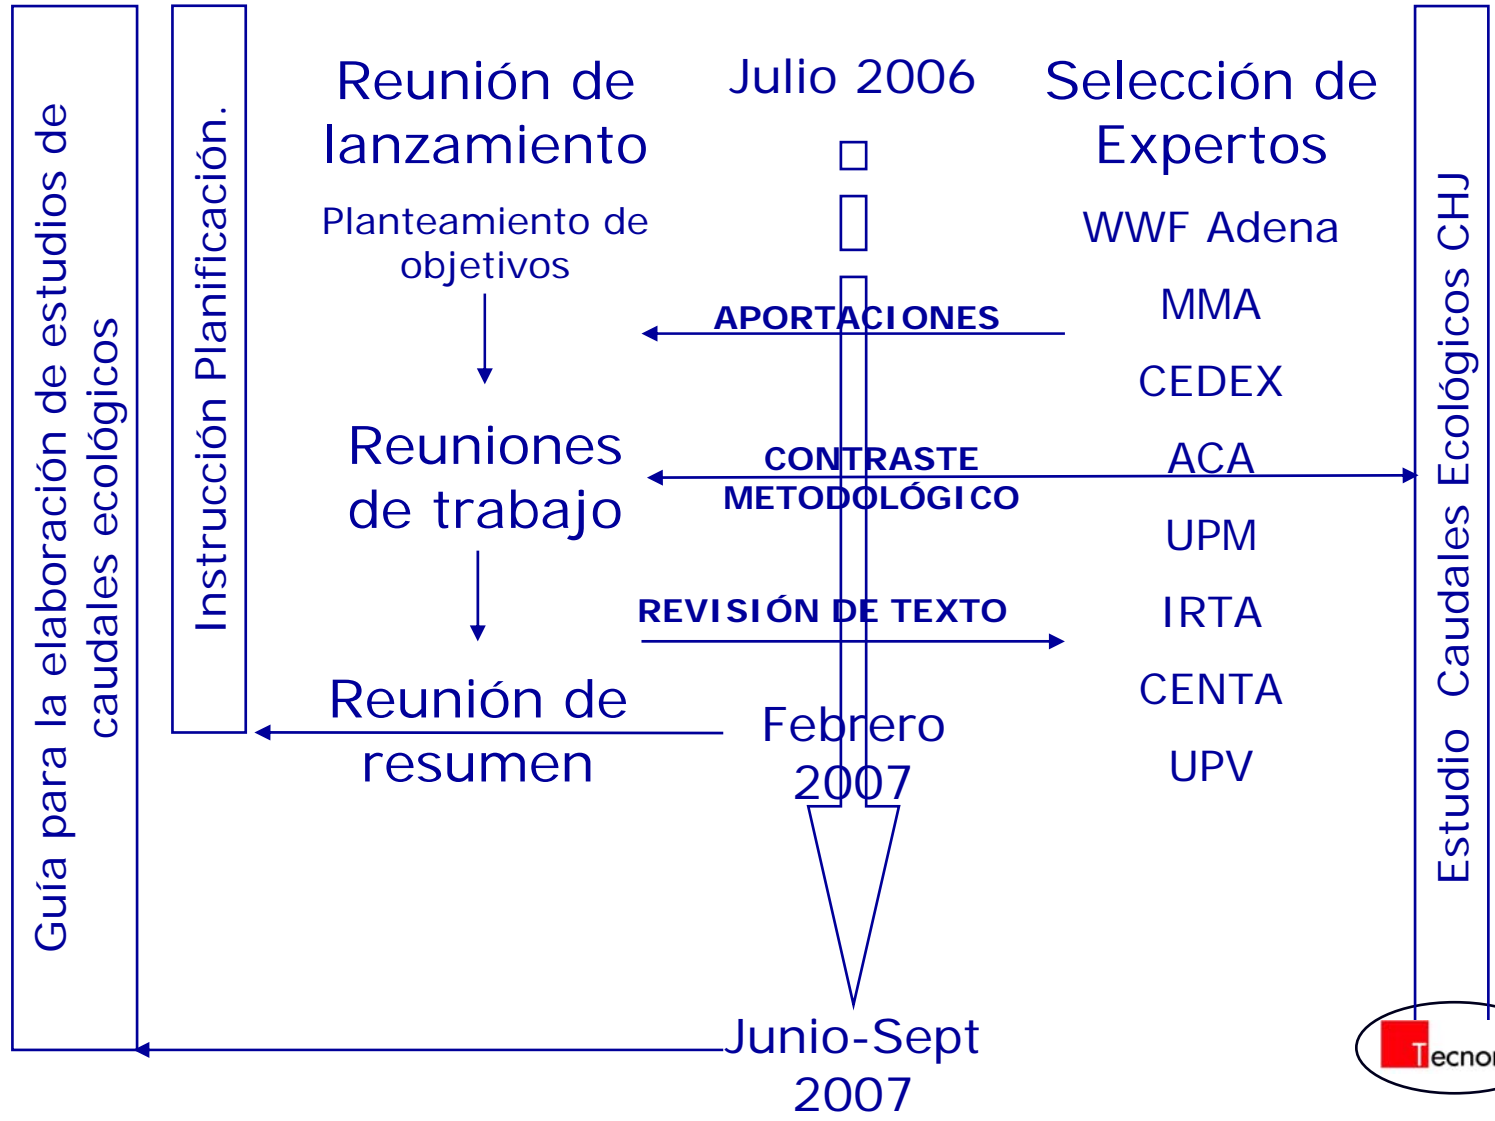 Guía para la elaboración de estudios de
caudales ecológicos
Instrucción Planificación.
Reunión de
lanzamiento
Planteamiento de
objetivos
Reuniones
de trabajo
Reunión de
resumen
Julio 2006
APORTACIONES
CONTRASTE
METODOLÓGICO
REVISIÓN DE TEXTO
Febrero
2007
Junio-Sept
2007
Selección de
Expertos
WWF Adena
MMA
CEDEX
ACA
UPM
IRTA
CENTA
UPV
Estudio Caudales Ecológicos CHJ